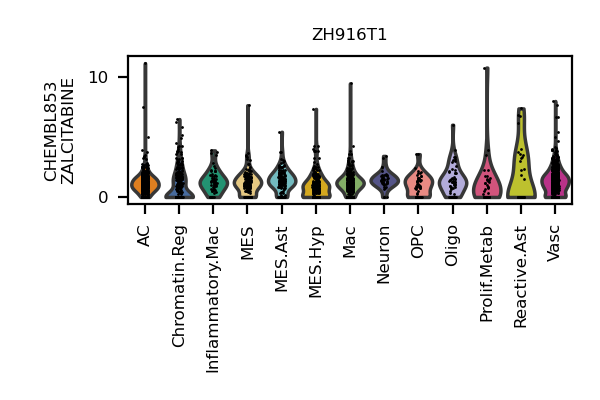 ZH916T1
CHEMBL853
ZALCITABINE
10
0
AC
Chromatin.Reg
Inflammatory.Mac
MES
MES.Ast
MES.Hyp
Mac
Neuron
OPC
Oligo
Prolif.Metab
Reactive.Ast
Vasc